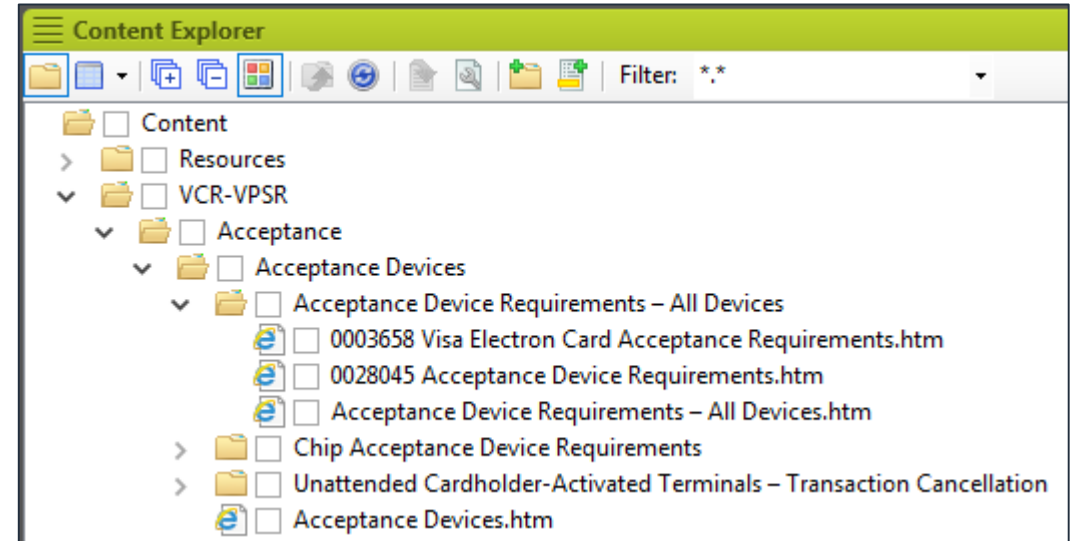 Content Explorer
Filter: *.*
Content
Resources
VCR-VPSR
Acceptance
Acceptance Devices
Acceptance Device Requirements – All Devices
0003658 Visa Electron Card Acceptance Requirements.htm
0028045 Acceptance Device Requirements.htm
Acceptance Device Requirements – All Devices.htm
Chip Acceptance Device Requirements
Unattended Cardholder-Activated Terminals – Transaction Cancellation
Acceptance Devices.htm